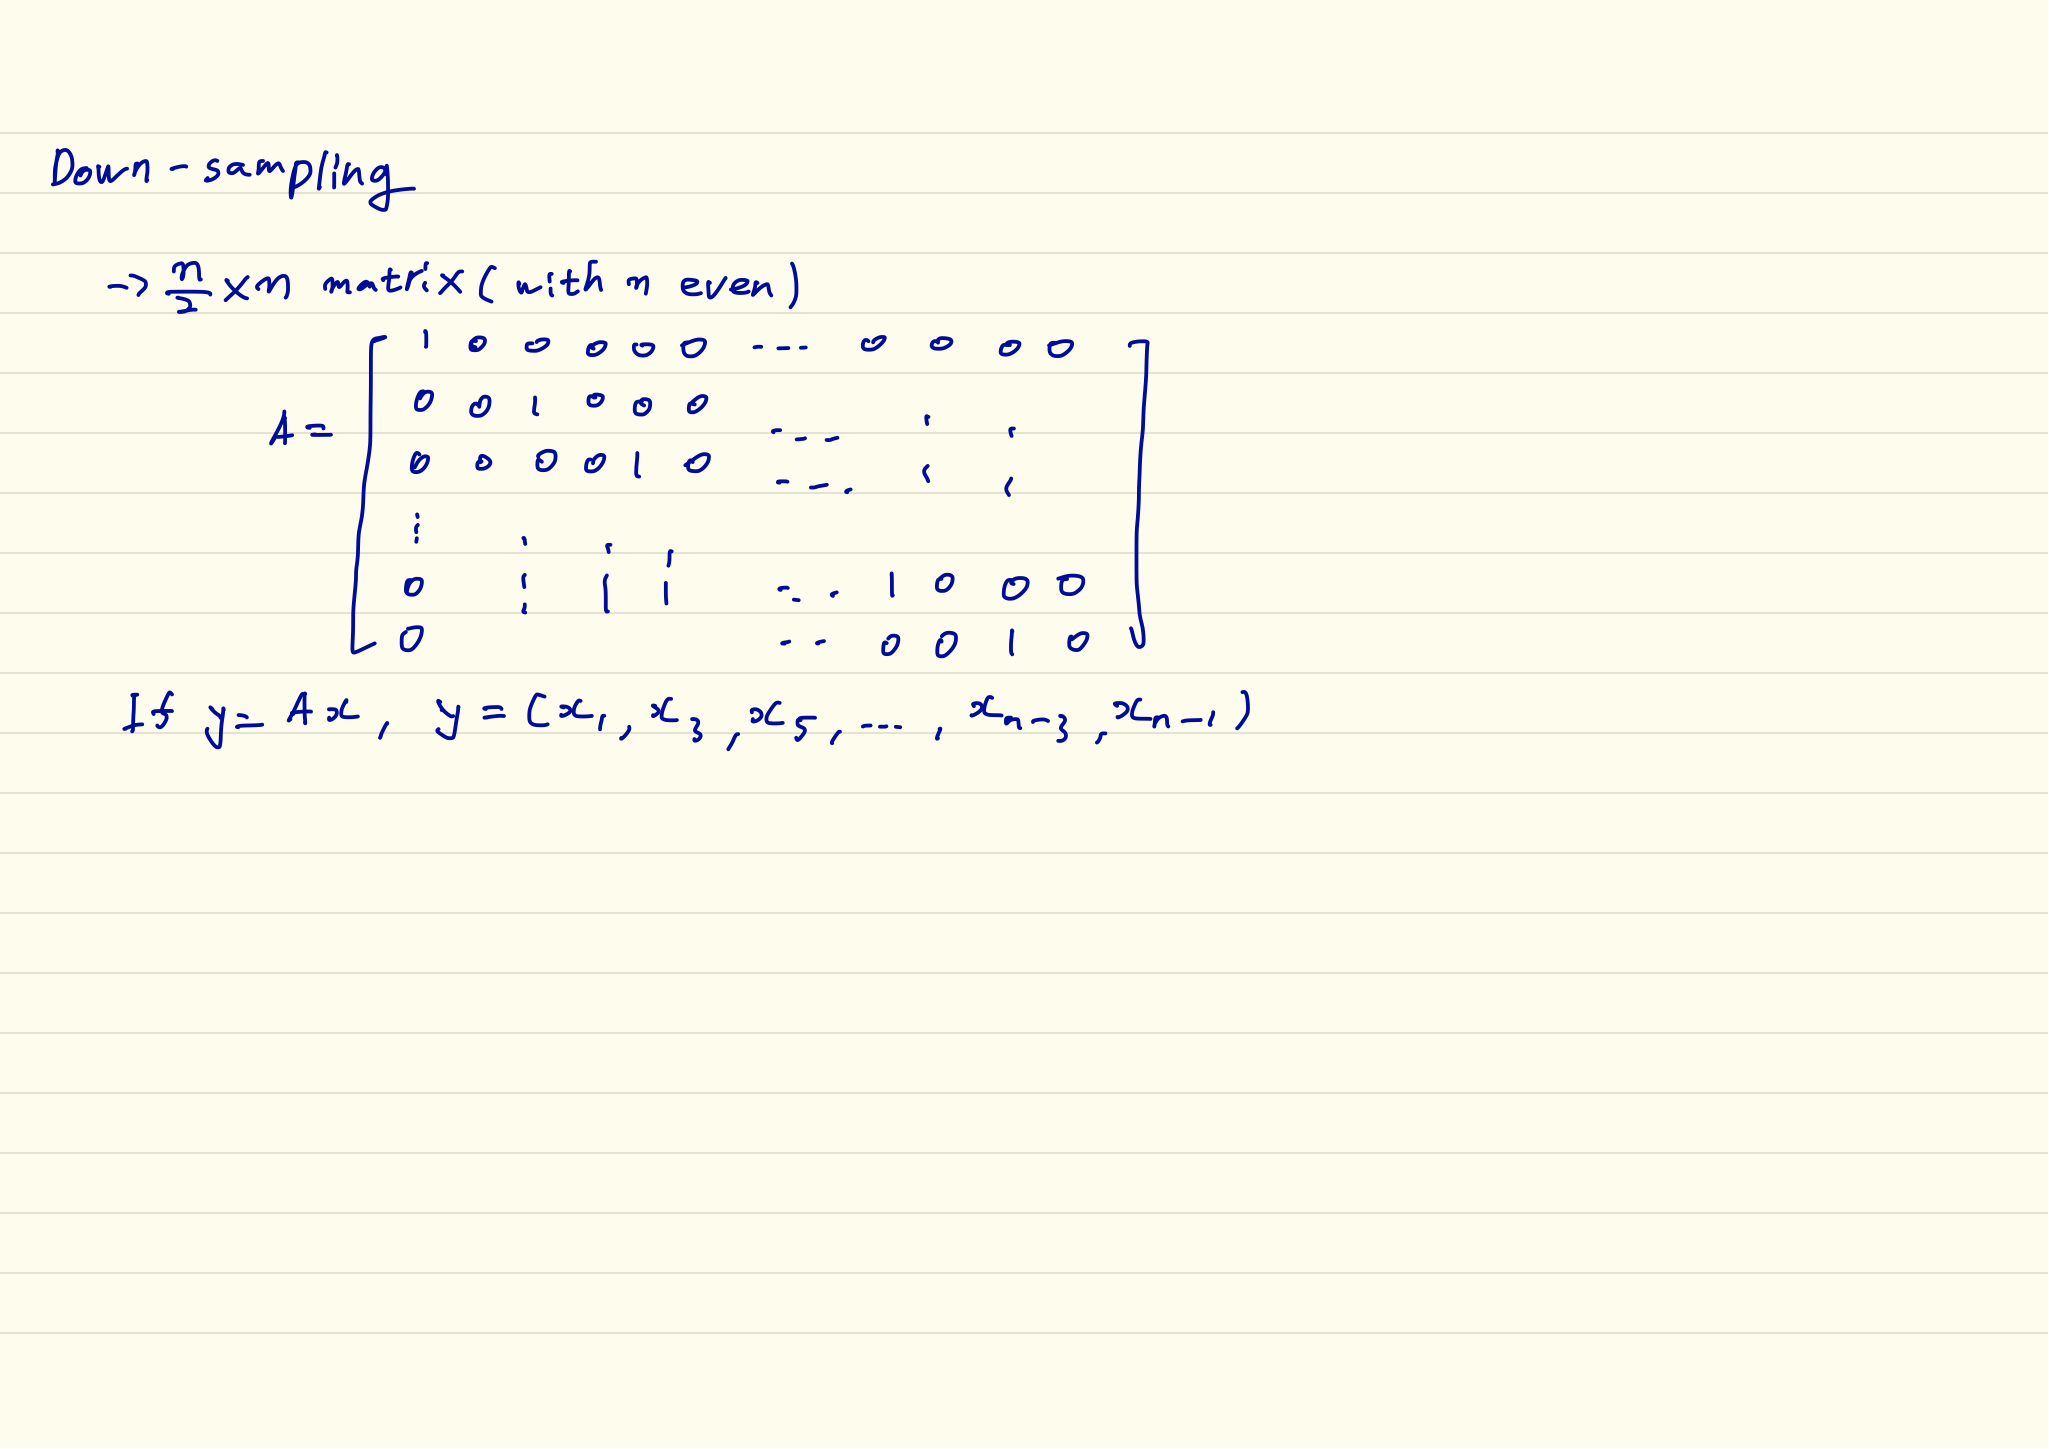 Down-sampling
→ n/2 × n matrix (with n even)
A = [
1 0 0 0 0 0 --- 0 0 0 0
0 0 1 0 0 0 --- ⋮ ⋮
0 0 0 0 1 0 --- ⋮ ⋮
⋮
0 ⋮ ⋮ ⋮ --- 1 0 0 0
0 -- 0 0 1 0
]
If y = Ax, y = (x₁, x₃, x₅, ---, xₙ₋₃, xₙ₋₁)